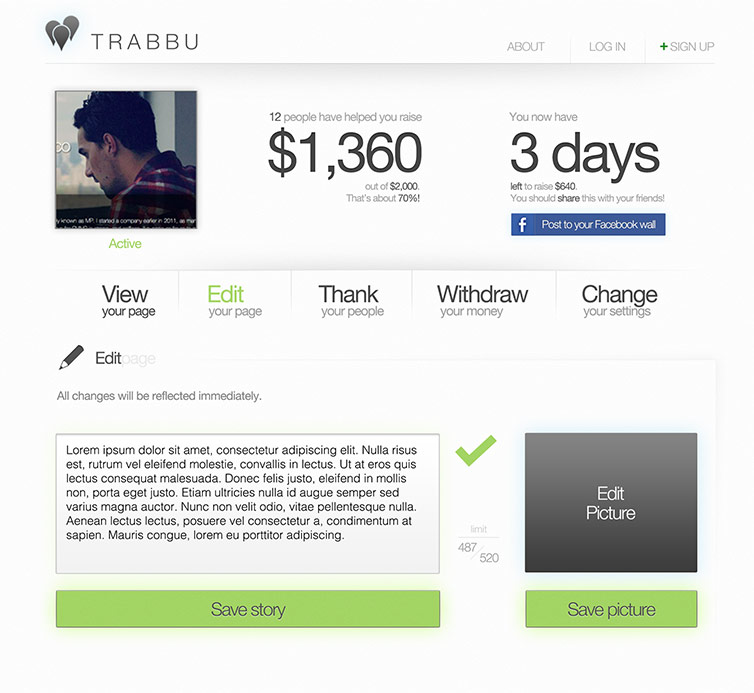 TRABBU
ABOUT
LOG IN
+ SIGN UP
CO
y known as MP. I started a company earlier in 2011, as mar
Active
12 people have helped you raise
$1,360
out of $2,000.
That's about 70%!
You now have
3 days
left to raise $640.
You should share this with your friends!
f Post to your Facebook wall
View
your page
Edit
your page
Thank
your people
Withdraw
your money
Change
your settings
Editpage
All changes will be reflected immediately.
Lorem ipsum dolor sit amet, consectetur adipiscing elit. Nulla risus
est, rutrum vel eleifend molestie, convallis in lectus. Ut at eros quis
lectus consequat malesuada. Donec felis justo, eleifend in mollis
non, porta eget justo. Etiam ultricies nulla id augue semper sed
varius magna auctor. Nunc non velit odio, vitae pellentesque nulla.
Aenean lectus lectus, posuere vel consectetur a, condimentum at
sapien. Mauris congue, lorem eu porttitor adipiscing.
limit
487/520
Edit
Picture
Save story
Save picture